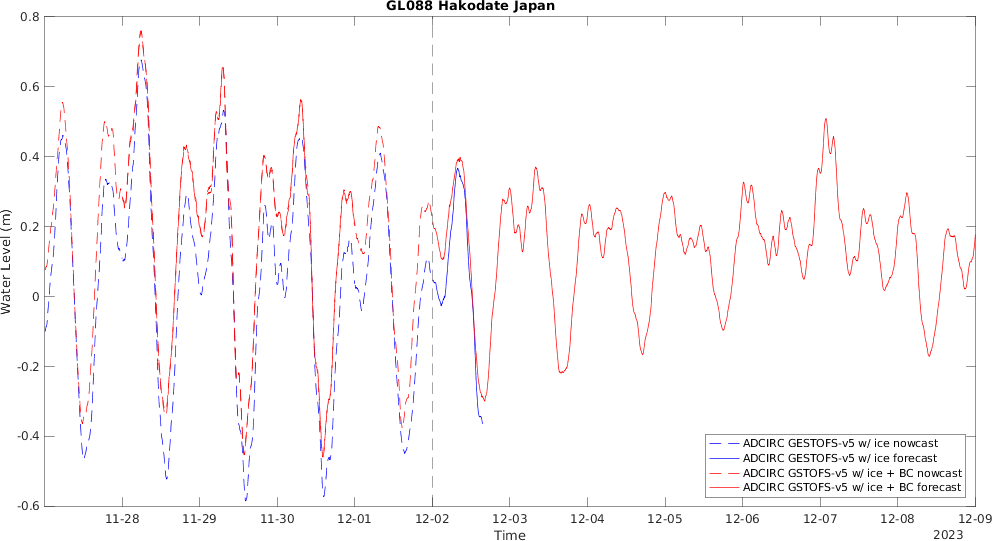 GL088 Hakodate Japan
0.8
0.6
0.4
0.2
0
-0.2
-0.4
-0.6
Water Level (m)
11-28 11-29 11-30 12-01 12-02 12-03 12-04 12-05 12-06 12-07 12-08 12-09
Time
2023
ADCIRC GESTOFS-v5 w/ ice nowcast
ADCIRC GESTOFS-v5 w/ ice forecast
ADCIRC GSTOFS-v5 w/ ice + BC nowcast
ADCIRC GSTOFS-v5 w/ ice + BC forecast